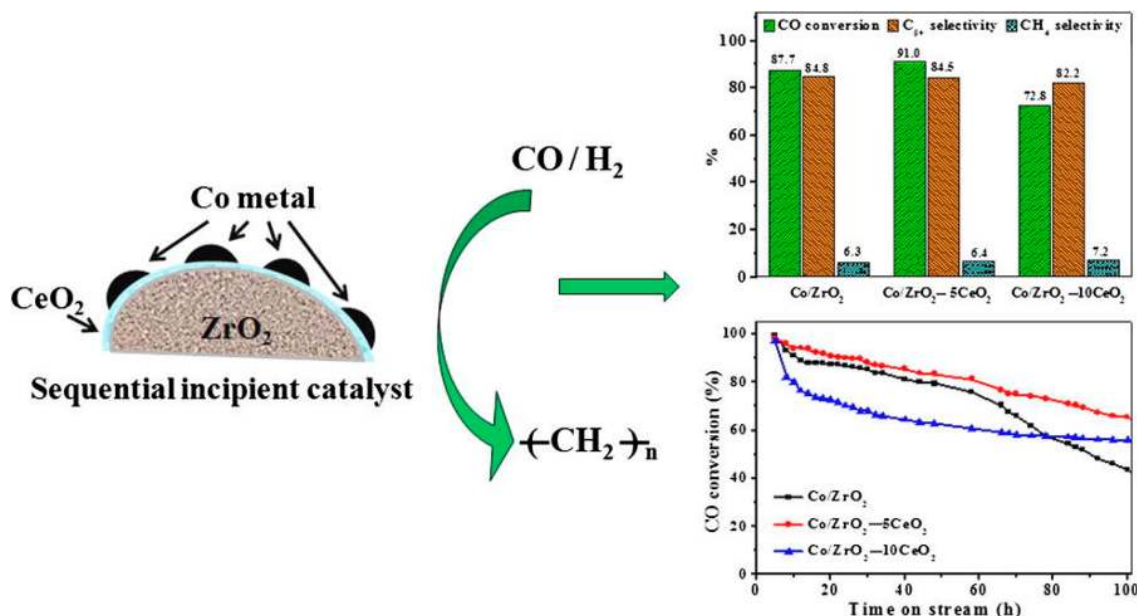 Co metal
CeO₂
ZrO₂
Sequential incipient catalyst
CO / H₂
-(-CH₂-)-n
CO conversion C₅₊ selectivity CH₄ selectivity
100
80
60
40
20
0
%
87.7 84.8 6.3
91.0 84.5 6.4
72.8 82.2 7.2
Co/ZrO₂ Co/ZrO₂—5CeO₂ Co/ZrO₂—10CeO₂
100
80
60
40
20
0
CO conversion (%)
Co/ZrO₂
Co/ZrO₂—5CeO₂
Co/ZrO₂—10CeO₂
0 20 40 60 80 100
Time on stream (h)